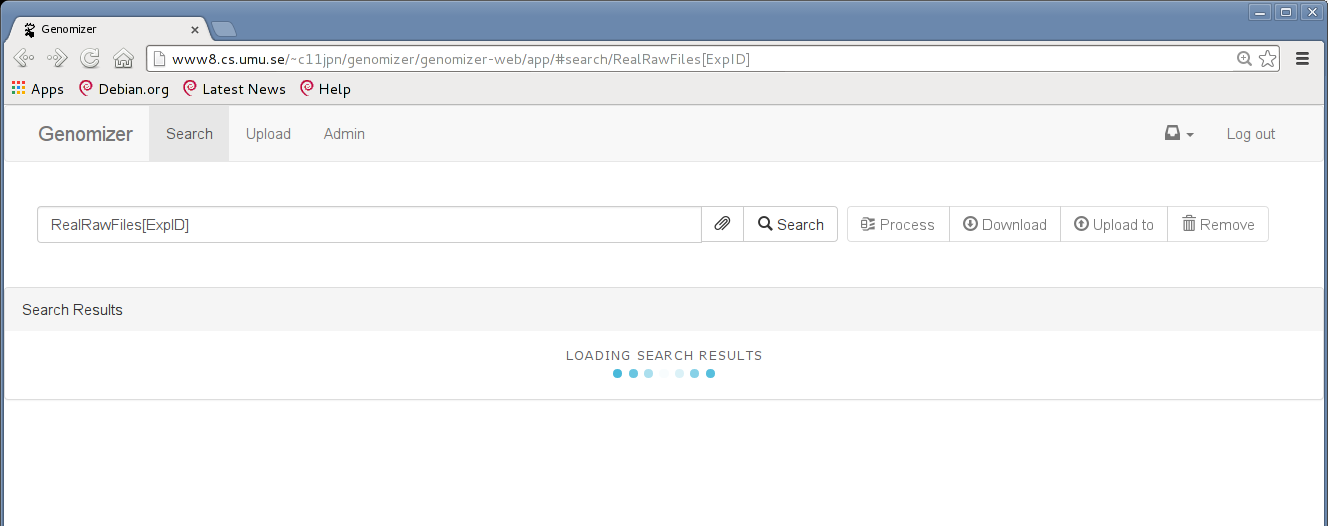 Genomizer
www8.cs.umu.se/~c11jpn/genomizer/genomizer-web/app/#search/RealRawFiles[ExpID]
Apps Debian.org Latest News Help
Genomizer Search Upload Admin Log out
RealRawFiles[ExpID] Search Process Download Upload to Remove
Search Results
LOADING SEARCH RESULTS